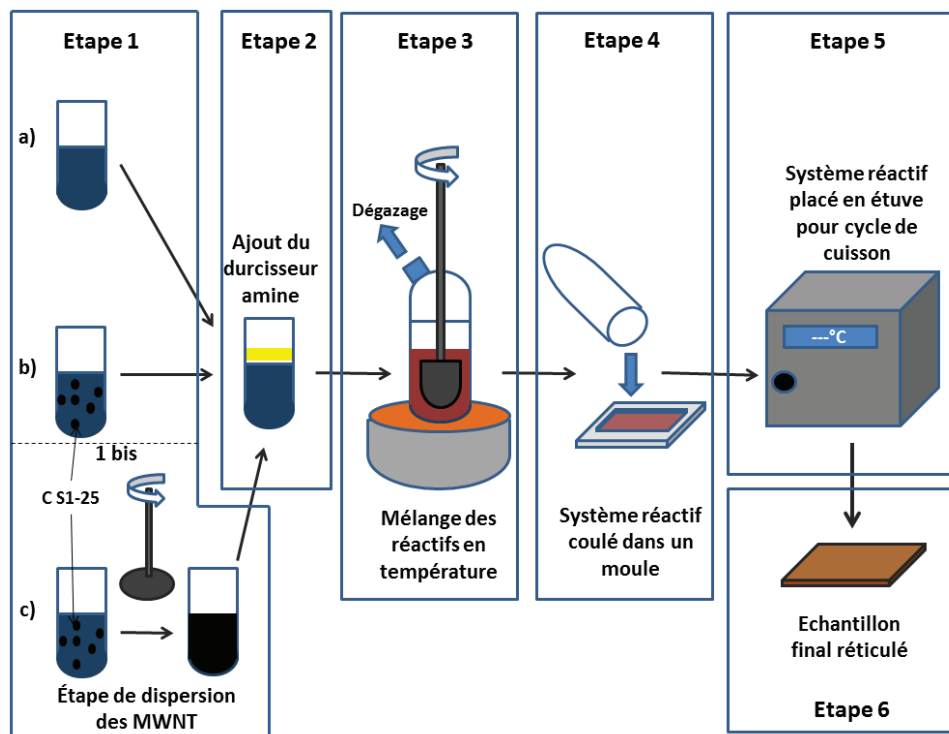 Etape 1
a)
b)
1 bis
C S1-25
c)
Étape de dispersion
des MWNT
Etape 2
Ajout du
durcisseur
amine
Etape 3
Dégazage
Mélange des
réactifs en
température
Etape 4
Système réactif
coulé dans un
moule
Etape 5
Système réactif
placé en étuve
pour cycle de
cuisson
---°C
Echantillon
final réticulé
Etape 6